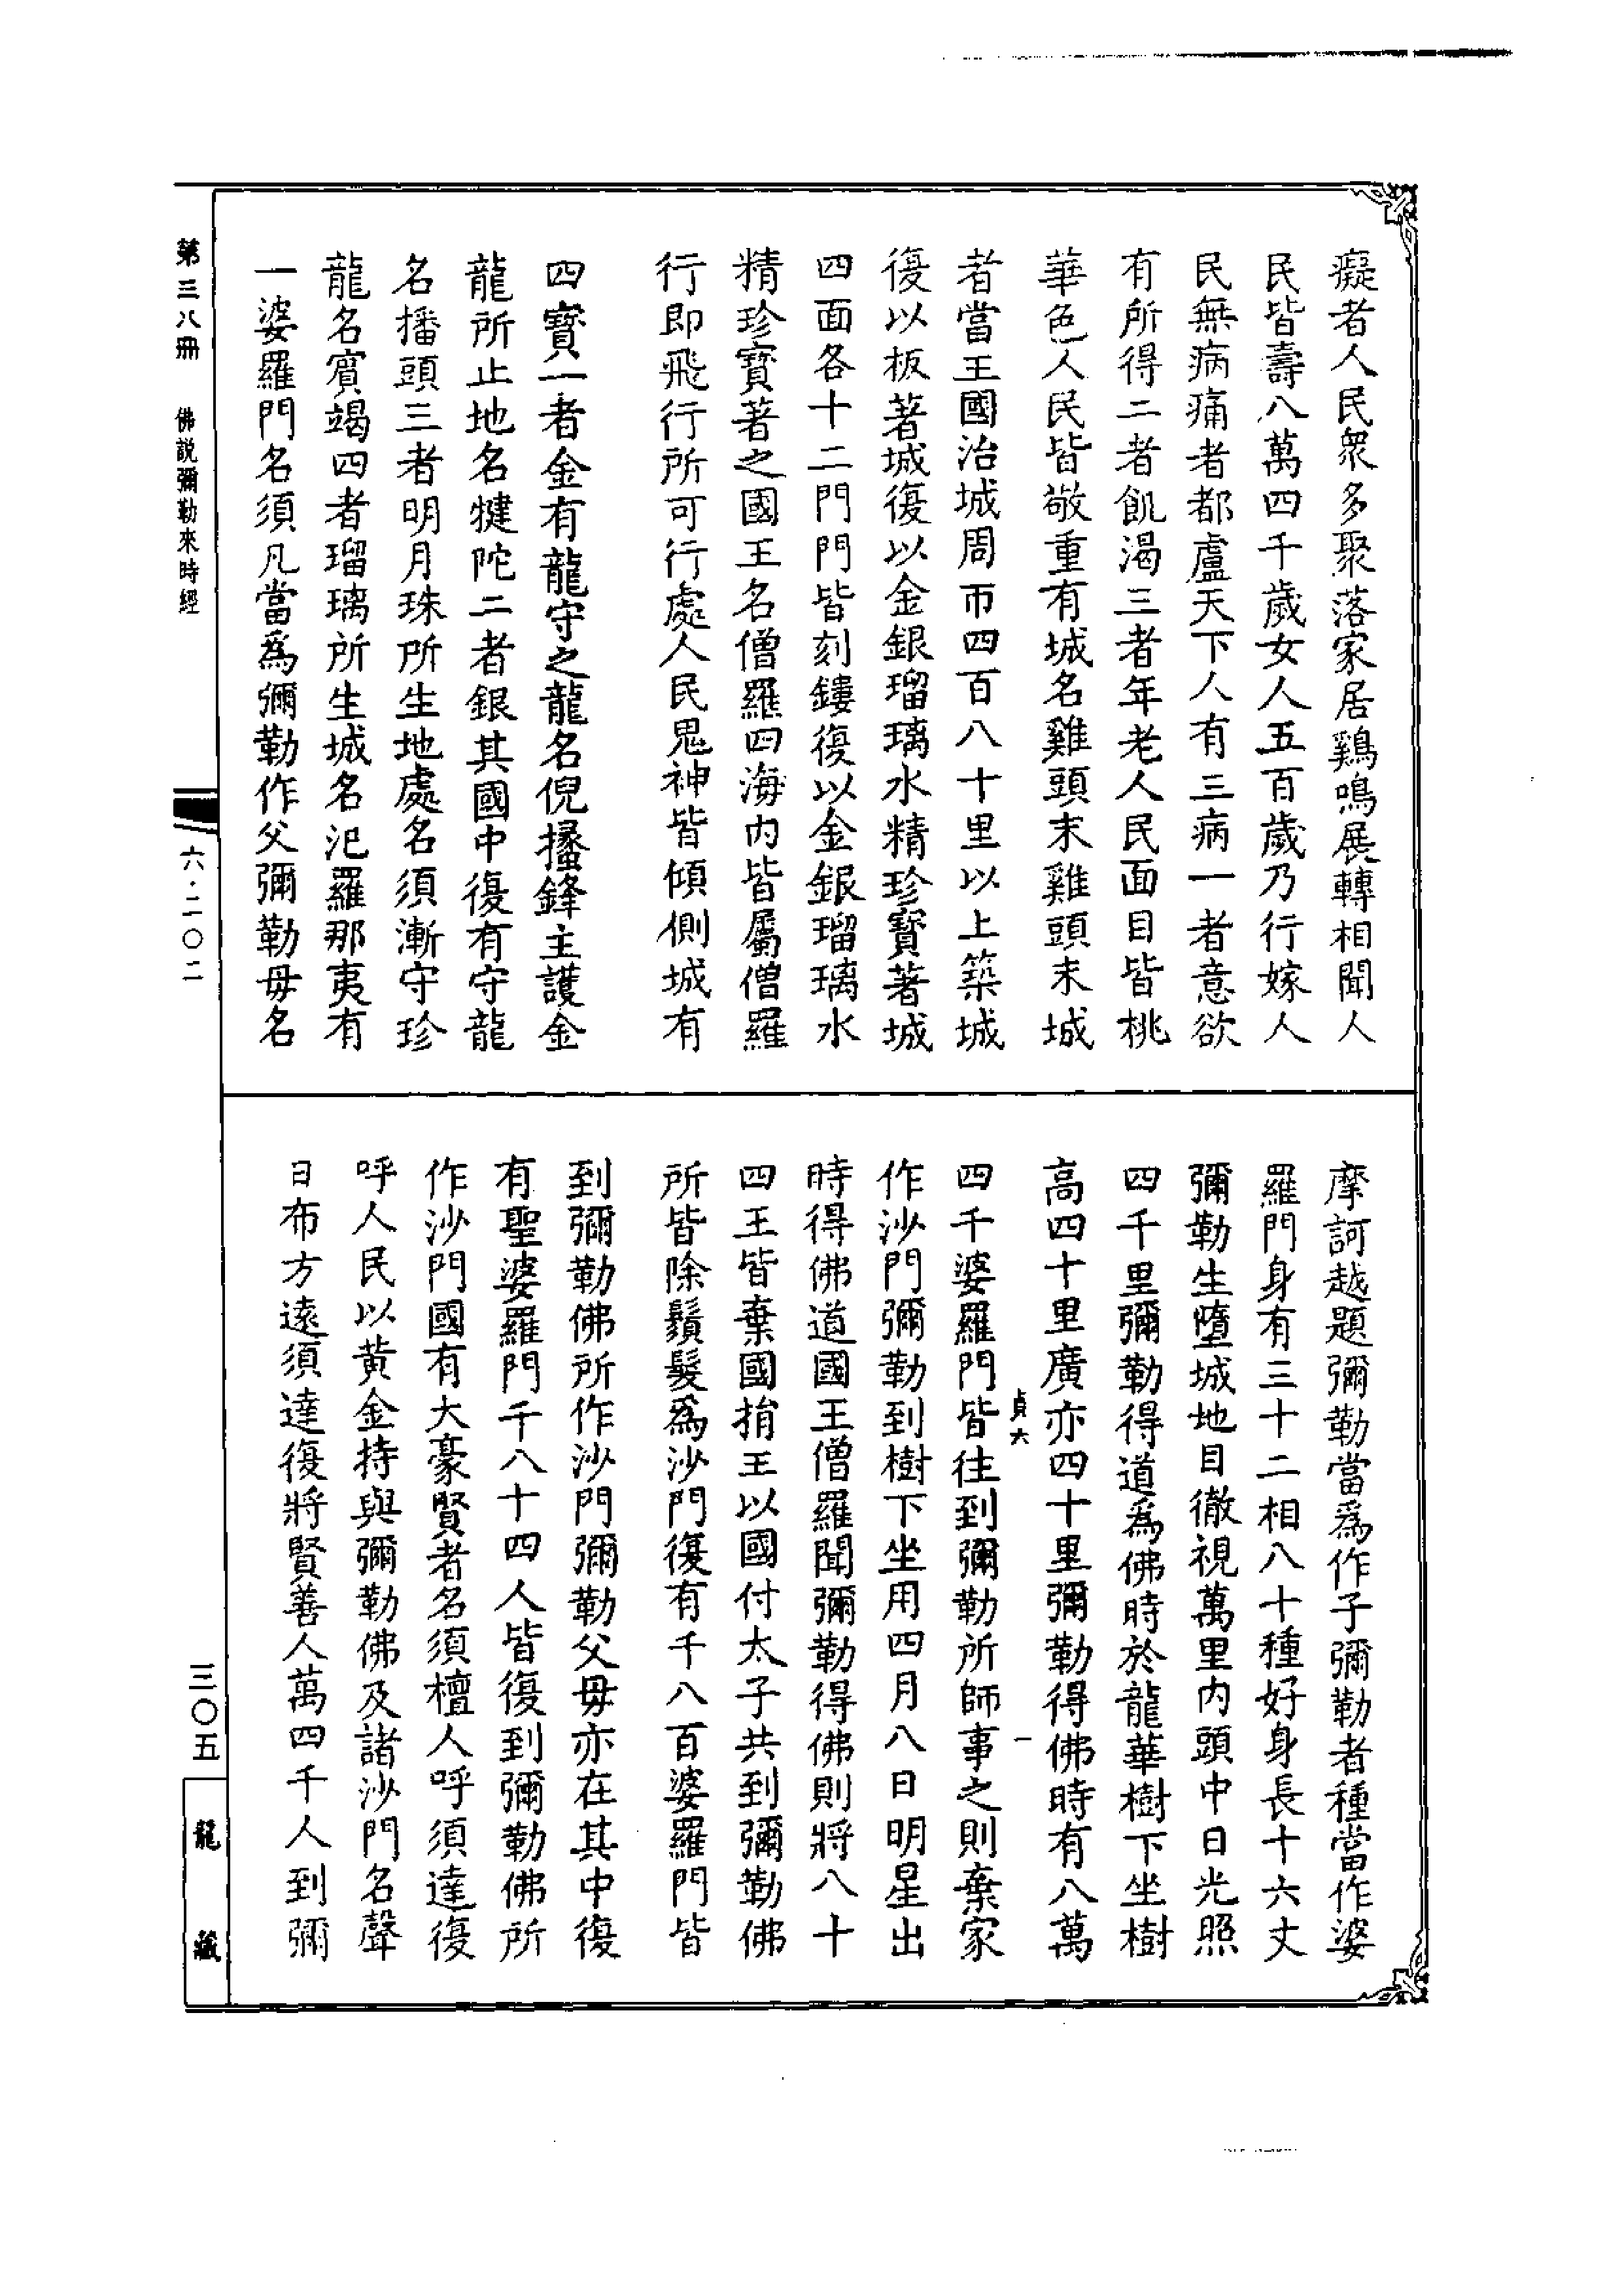 癡者人民衆多聚落家居鷄鳴展轉相聞人
民皆壽八萬四千歲女人五百歲乃行嫁人
民無病痛者都盧天下人有三病一者意欲
有所得二者飢渴三者年老人民面目皆桃
華色人民皆敬重有城名雞頭末雞頭末城
者當王國治城周帀四百八十里以土築城
復以板著城復以金銀瑠璃水精珍寶著城
四面各十二門門皆刻鏤復以金銀瑠璃水
精珍寶著之國王名僧羅四海內皆屬僧羅
行即飛行所可行處人民鬼神皆傾側城有
四寶一者金有龍守之龍名倪䗍鋒主護金
龍所止地名犍陀二者銀其國中復有守龍
名播頭三者明月珠所生地處名須漸守珍
龍名賔竭四者瑠璃所生城名氾羅那夷有
一婆羅門名須凡當爲彌勒作父彌勒母名
摩訶越題彌勒當爲作子彌勒者種當作婆
羅門身有三十二相八十種好身長十六丈
彌勒生墮城地目徹視萬里內頭中日光照
四千里彌勒得道爲佛時於龍華樹下坐樹
高四十里廣亦四十里彌勒得佛時有八萬
貞六 一
四千婆羅門皆往到彌勒所師事之則棄家
作沙門彌勒到樹下坐用四月八日明星出
時得佛道國王僧羅聞彌勒得佛則將八十
四王皆棄國捐王以國付太子共到彌勒佛
所皆除鬚髮爲沙門復有千八百婆羅門皆
到彌勒佛所作沙門彌勒父母亦在其中復
有聖婆羅門千八十四人皆復到彌勒佛所
作沙門國有大豪賢者名須檀人呼須達復
呼人民以黃金持與彌勒佛及諸沙門名聲
日布方遠須達復將賢善人萬四千人到彌
第三八冊 佛説彌勒來時經
六·二〇二
三〇五
龍藏